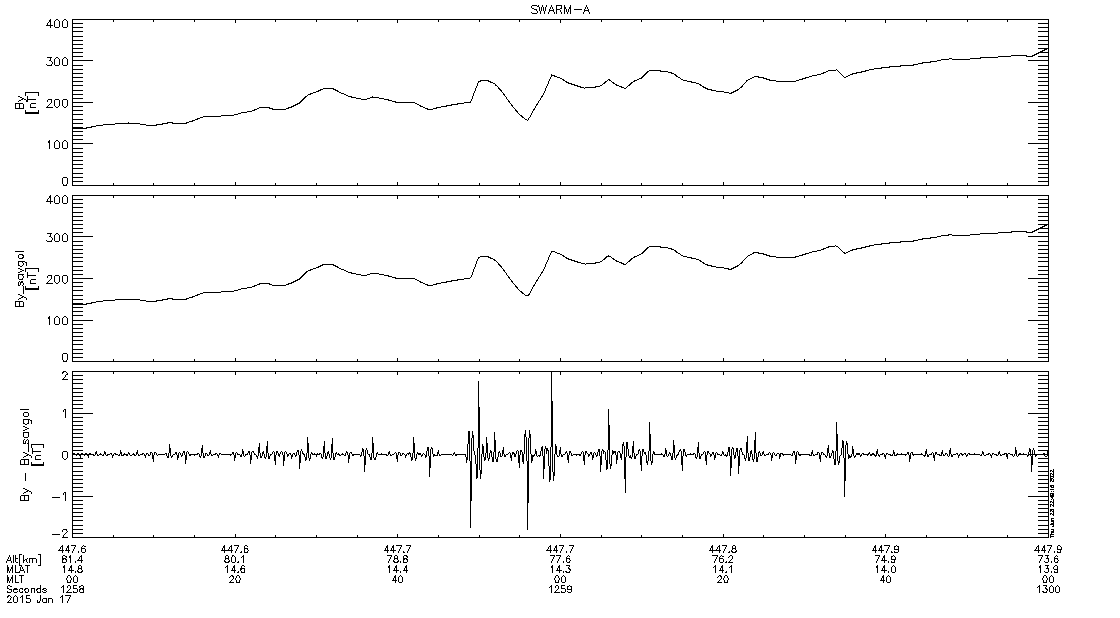 SWARM-A
400
300
200
100
0
By
[nT]
400
300
200
100
0
By_savgol
[nT]
2
1
0
-1
-2
By - By_savgol
[nT]
447.6 447.6 447.7 447.7 447.8 447.9 447.9
Alt[km] 81.4 80.1 78.8 77.6 76.2 74.9 73.6
MLAT 14.8 14.6 14.4 14.3 14.1 14.0 13.9
MLT 00 20 40 00 20 40 00
Seconds 1258 1259 1300
2015 Jan 17